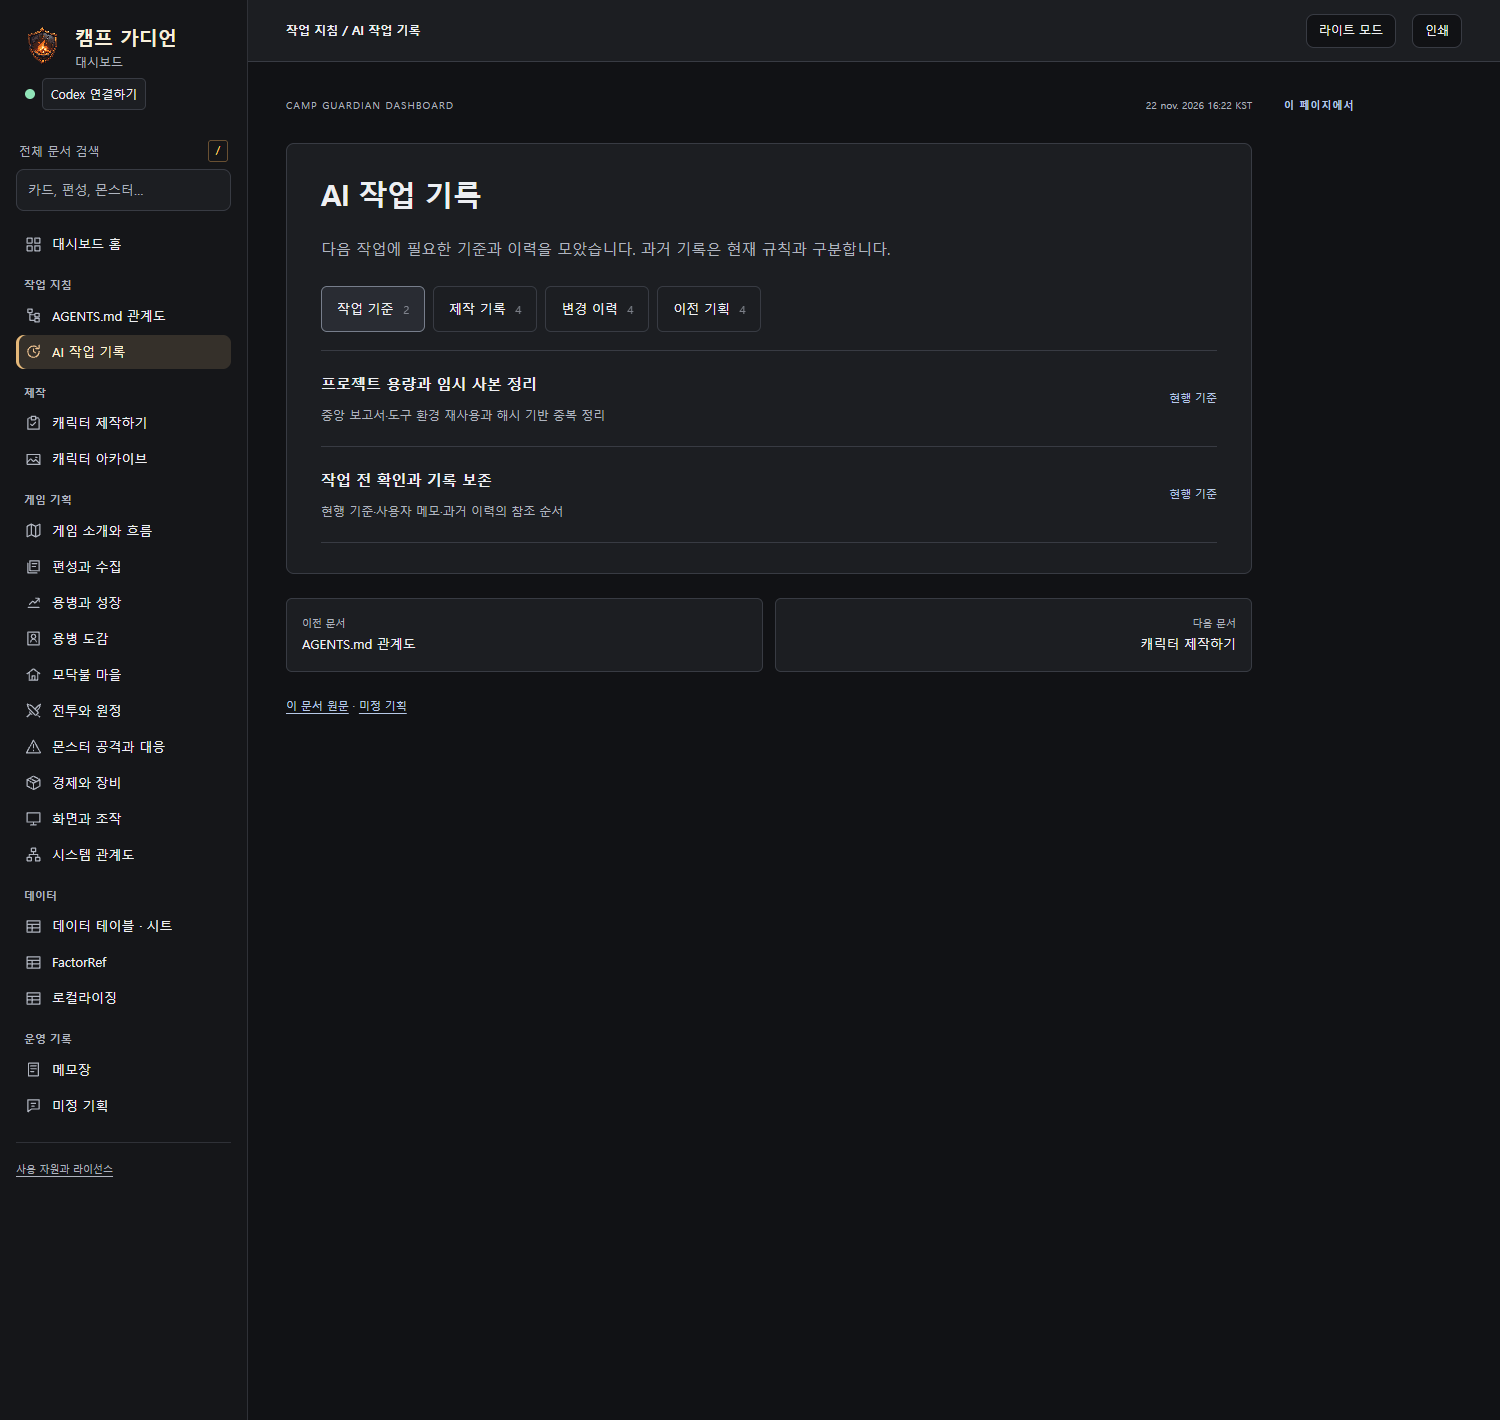 캠프 가디언
대시보드
Codex 연결하기
전체 문서 검색
/
카드, 편성, 몬스터...
대시보드 홈
작업 지침
AGENTS.md 관계도
AI 작업 기록
제작
캐릭터 제작하기
캐릭터 아카이브
게임 기획
게임 소개와 흐름
편성과 수집
용병과 성장
용병 도감
모닥불 마을
전투와 원정
몬스터 공격과 대응
경제와 장비
화면과 조작
시스템 관계도
데이터
데이터 테이블 · 시트
FactorRef
로컬라이징
운영 기록
메모장
미정 기획
사용 자원과 라이선스
작업 지침 / AI 작업 기록
라이트 모드
인쇄
CAMP GUARDIAN DASHBOARD
22 nov. 2026 16:22 KST
이 페이지에서
AI 작업 기록
다음 작업에 필요한 기준과 이력을 모았습니다. 과거 기록은 현재 규칙과 구분합니다.
작업 기준 2
제작 기록 4
변경 이력 4
이전 기획 4
프로젝트 용량과 임시 사본 정리
중앙 보고서·도구 환경 재사용과 해시 기반 중복 정리
현행 기준
작업 전 확인과 기록 보존
현행 기준·사용자 메모·과거 이력의 참조 순서
현행 기준
이전 문서
AGENTS.md 관계도
다음 문서
캐릭터 제작하기
이 문서 원문 · 미정 기획